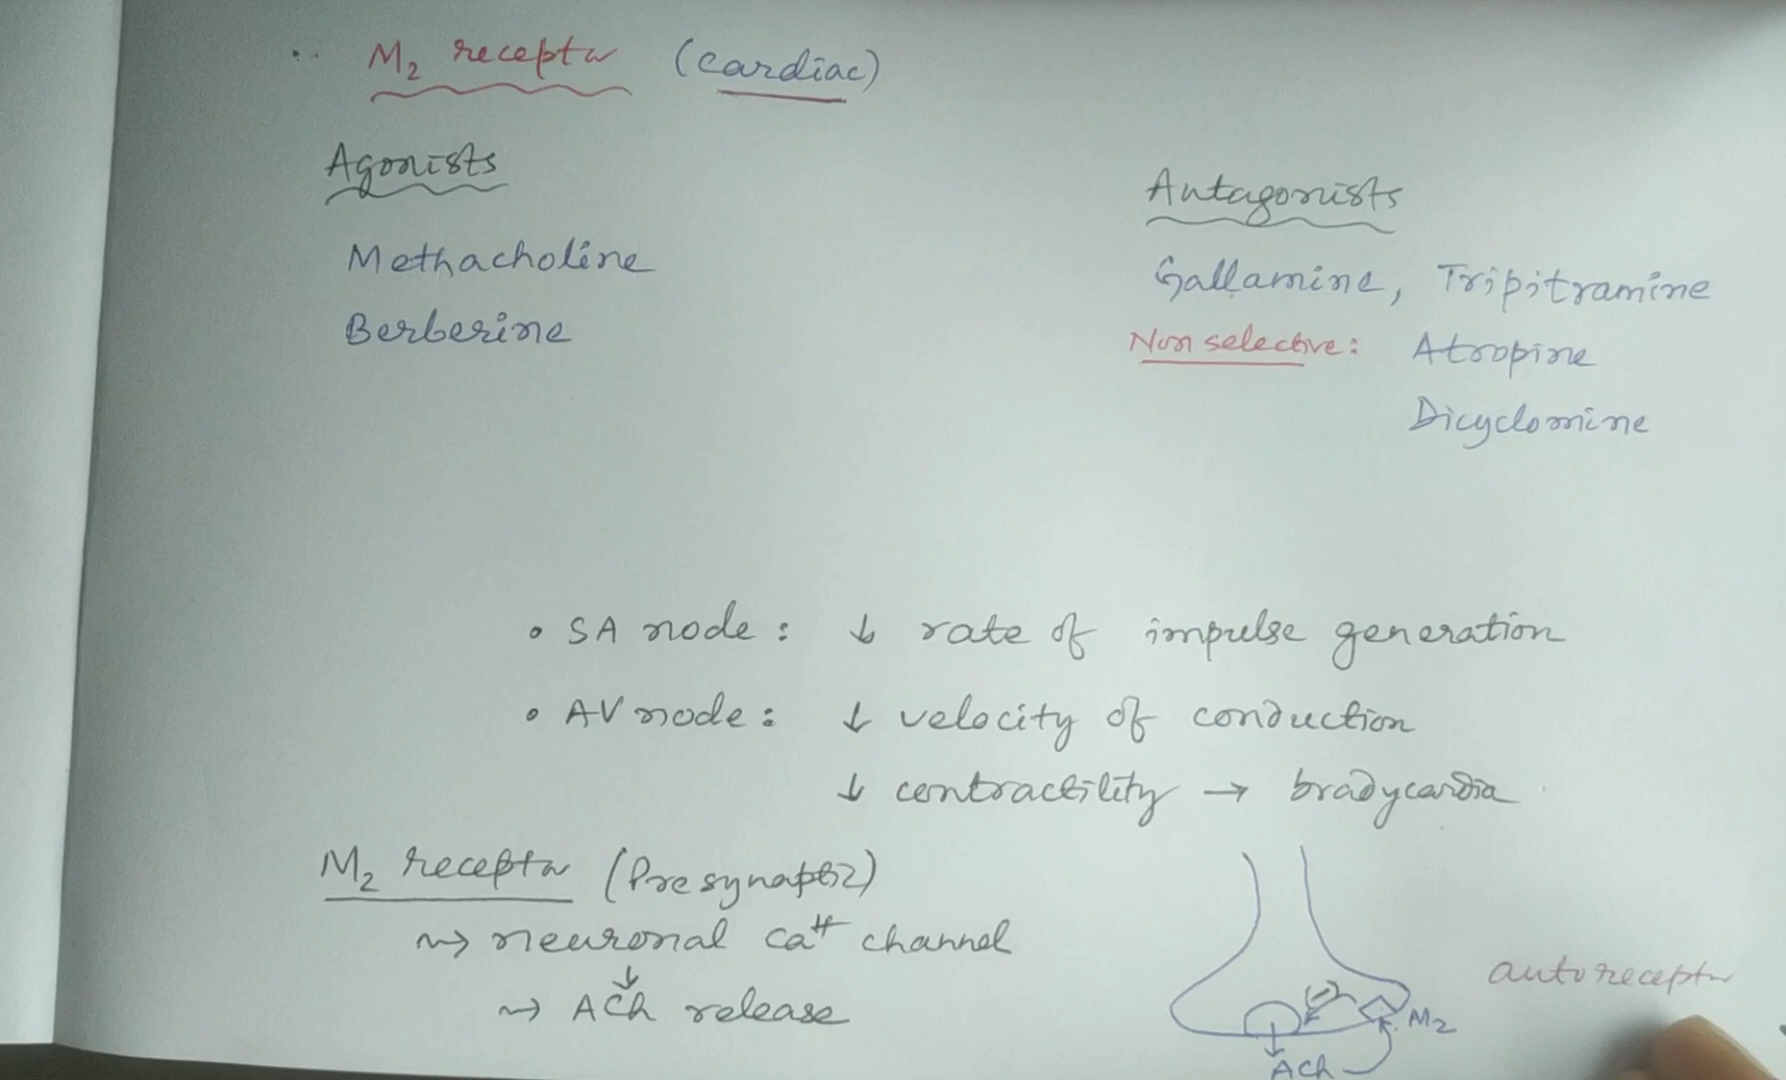 M₂ receptor (cardiac)
Agonists
Methacholine
Berberine
Antagonists
Gallamine, Tripitramine
Non selective: Atropine
Dicyclomine
• SA node: ↓ rate of impulse generation
• AV node: ↓ velocity of conduction
↓ contractility → bradycardia
M₂ receptor (Presynaptic)
⇝ neuronal Ca⁺⁺ channel
↓
⇝ ACh release
autoreceptor
(-)
M₂
ACh